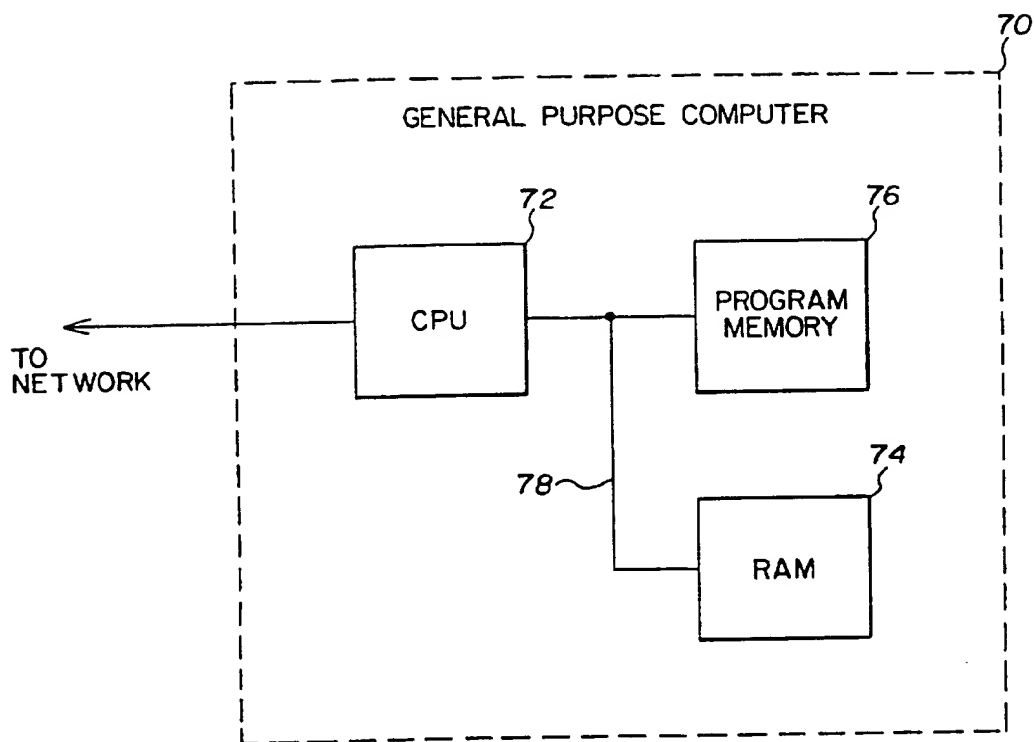 70
GENERAL PURPOSE COMPUTER
72
76
CPU
PROGRAM
MEMORY
TO
NETWORK
78
74
RAM